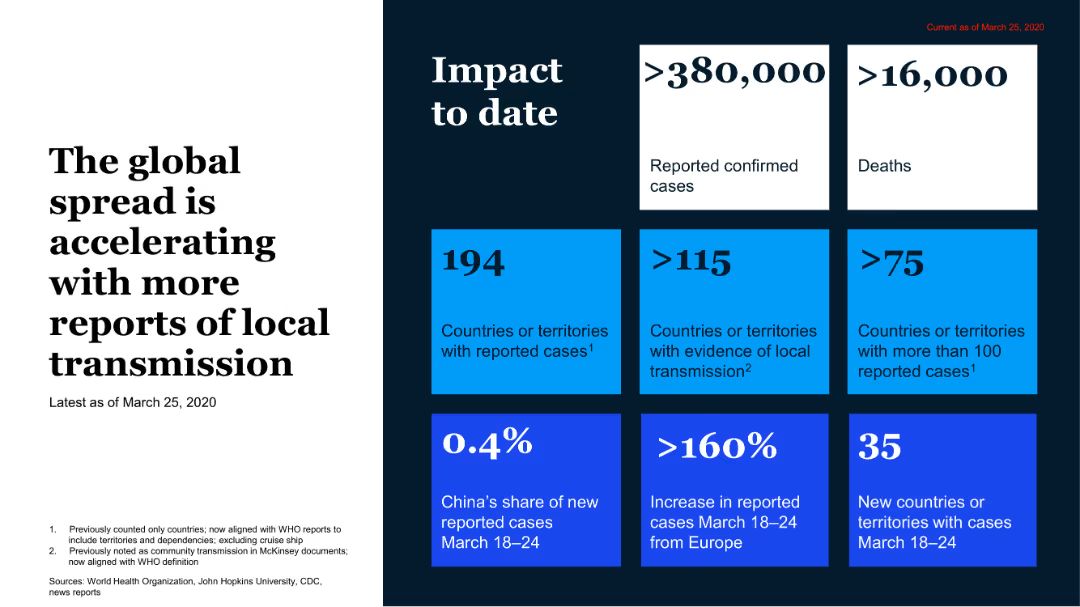 Current as of March 25, 2020
The global
spread is
accelerating
with more
reports of local
transmission
Latest as of March 25, 2020
1. Previously counted only countries; now aligned with WHO reports to
include territories and dependencies; excluding cruise ship
2. Previously noted as community transmission in McKinsey documents;
now aligned with WHO definition
Sources: World Health Organization, John Hopkins University, CDC,
news reports
Impact
to date
>380,000
Reported confirmed
cases
>16,000
Deaths
194
Countries or territories
with reported cases¹
>115
Countries or territories
with evidence of local
transmission²
>75
Countries or territories
with more than 100
reported cases¹
0.4%
China's share of new
reported cases
March 18–24
>160%
Increase in reported
cases March 18–24
from Europe
35
New countries or
territories with cases
March 18–24